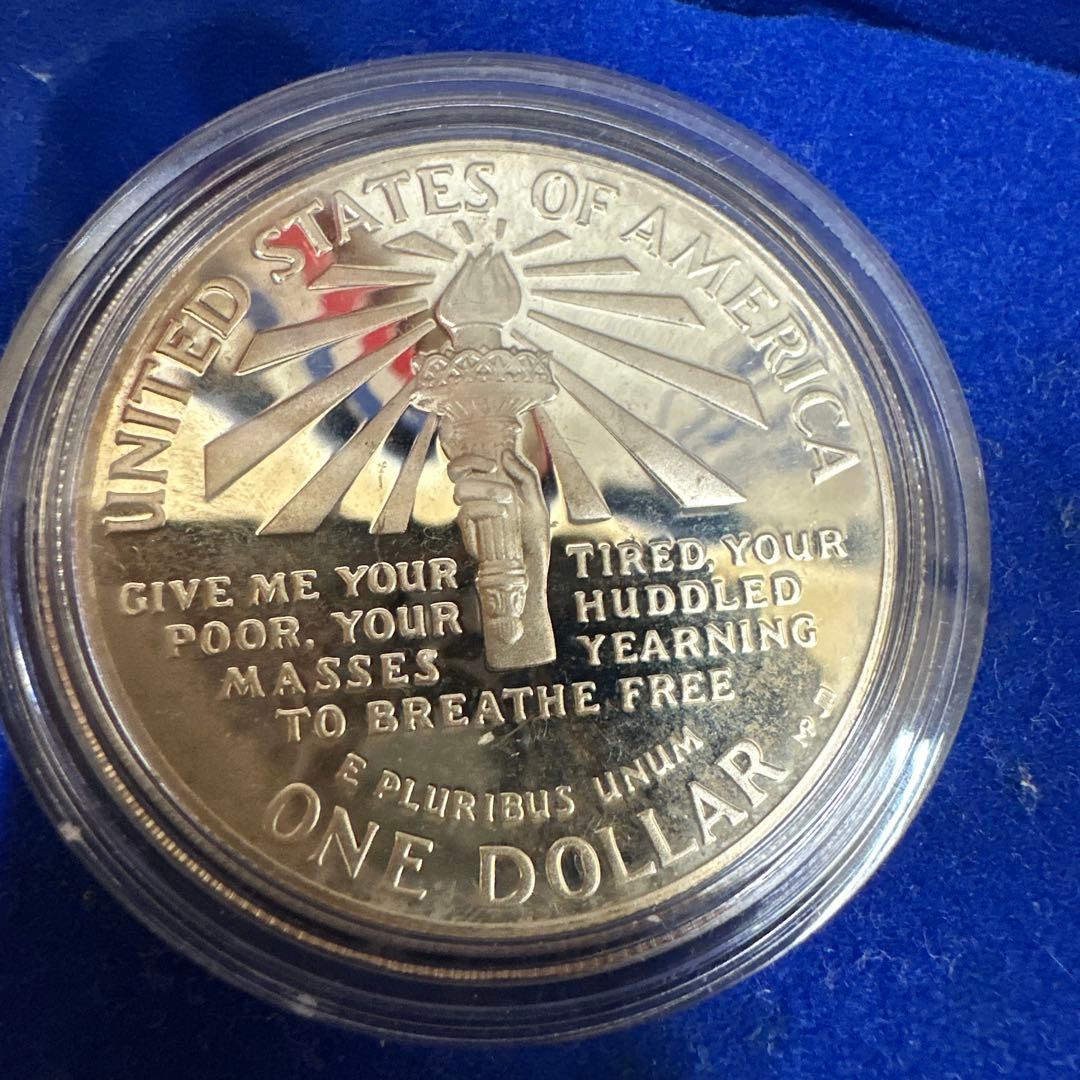 UNITED STATES OF AMERICA
GIVE ME YOUR TIRED, YOUR
POOR, YOUR HUDDLED
MASSES YEARNING
TO BREATHE FREE
E PLURIBUS UNUM
ONE DOLLAR